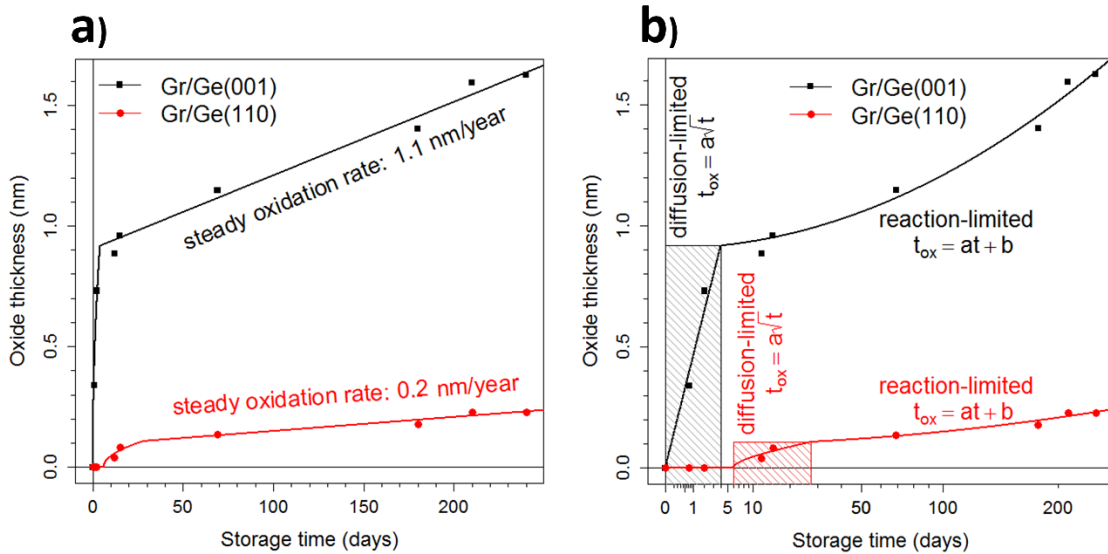 a)
Gr/Ge(001)
Gr/Ge(110)
steady oxidation rate: 1.1 nm/year
steady oxidation rate: 0.2 nm/year
Oxide thickness (nm)
0.0
0.5
1.0
1.5
0
50
100
150
200
Storage time (days)
b)
Gr/Ge(001)
Gr/Ge(110)
diffusion-limited
tox = a√t
diffusion-limited
tox = a√t
reaction-limited
tox = at + b
reaction-limited
tox = at + b
Oxide thickness (nm)
0.0
0.5
1.0
1.5
0
1
5
10
100
200
Storage time (days)